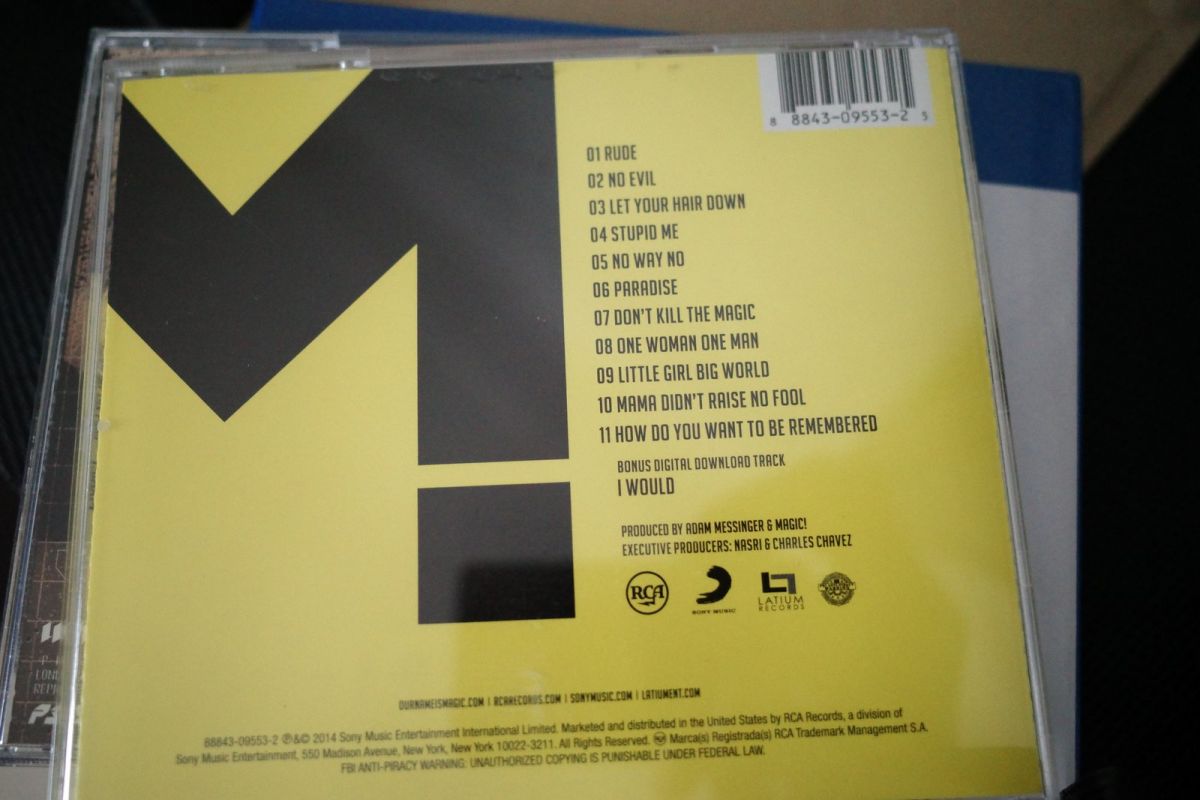 8 88430-09553-2 5
01 RUDE
02 NO EVIL
03 LET YOUR HAIR DOWN
04 STUPID ME
05 NO WAY NO
06 PARADISE
07 DON'T KILL THE MAGIC
08 ONE WOMAN ONE MAN
09 LITTLE GIRL BIG WORLD
10 MAMA DIDN'T RAISE NO FOOL
11 HOW DO YOU WANT TO BE REMEMBERED
BONUS DIGITAL DOWNLOAD TRACK
I WOULD
PRODUCED BY ADAM MESSINGER & MAGIC!
EXECUTIVE PRODUCERS: NASRI & CHARLES CHAVEZ
RCA
SONY MUSIC
LATIUM
RECORDS
OURNAMEISMAGIC.COM | RCARECORDS.COM | SONYMUSIC.COM | LATIUMENT.COM
88843-09553-2 ℗&© 2014 Sony Music Entertainment International Limited. Marketed and distributed in the United States by RCA Records, a division of
Sony Music Entertainment, 550 Madison Avenue, New York, New York 10022-3211. All Rights Reserved. RCA Marca(s) Registrada(s) RCA Trademark Management S.A.
FBI ANTI-PIRACY WARNING: UNAUTHORIZED COPYING IS PUNISHABLE UNDER FEDERAL LAW.